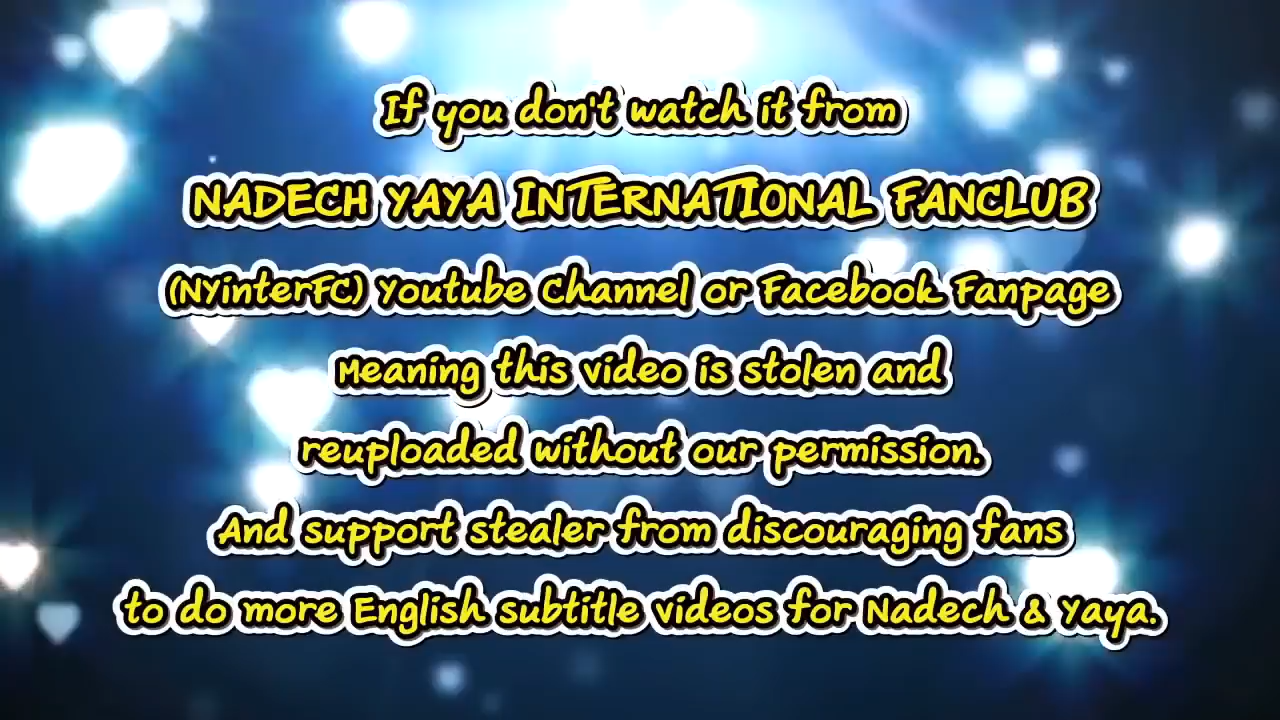 If you don't watch it from
NADECH YAYA INTERNATIONAL FANCLUB
(NYinterFC) Youtube Channel or Facebook Fanpage
Meaning this video is stolen and
reuploaded without our permission.
And support stealer from discouraging fans
to do more English subtitle videos for Nadech & Yaya.